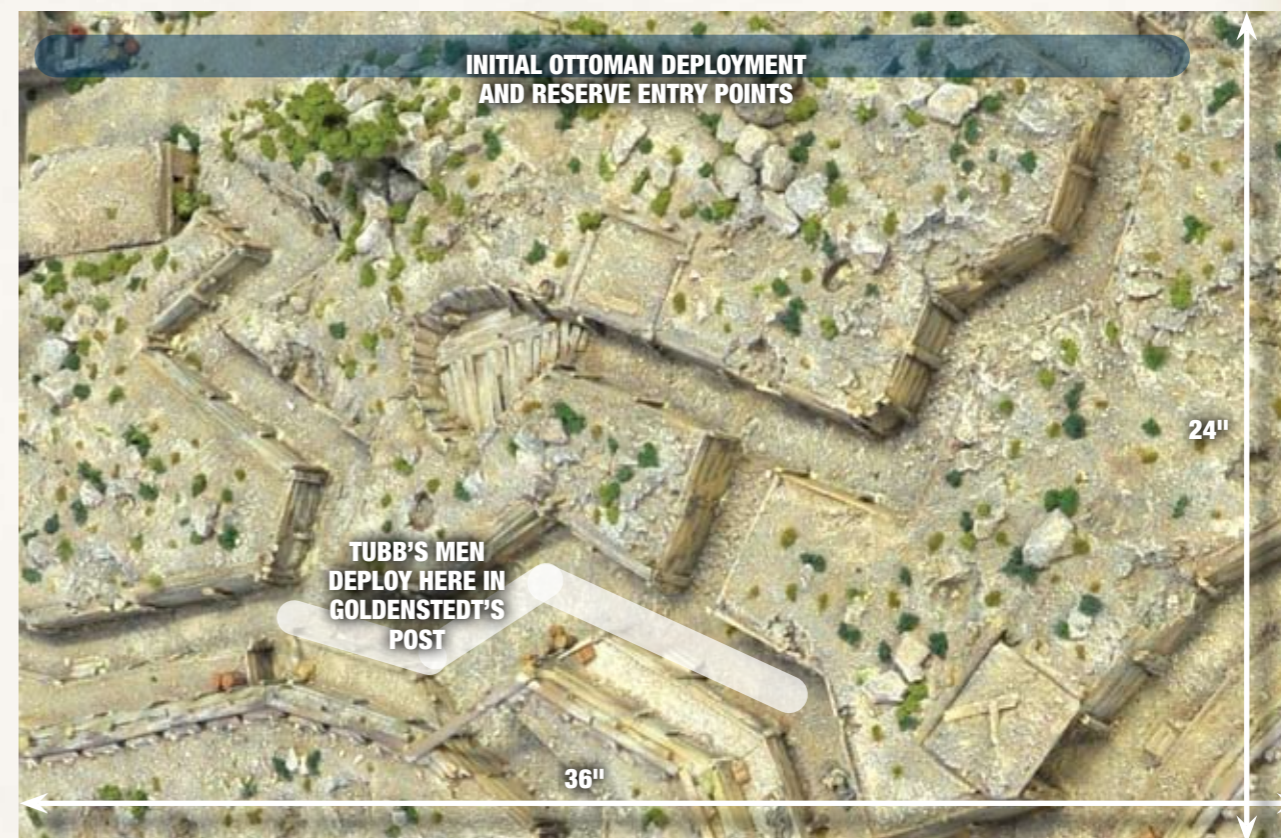 INITIAL OTTOMAN DEPLOYMENT
AND RESERVE ENTRY POINTS
24"
TUBB'S MEN
DEPLOY HERE IN
GOLDENSTEDT'S
POST
36"